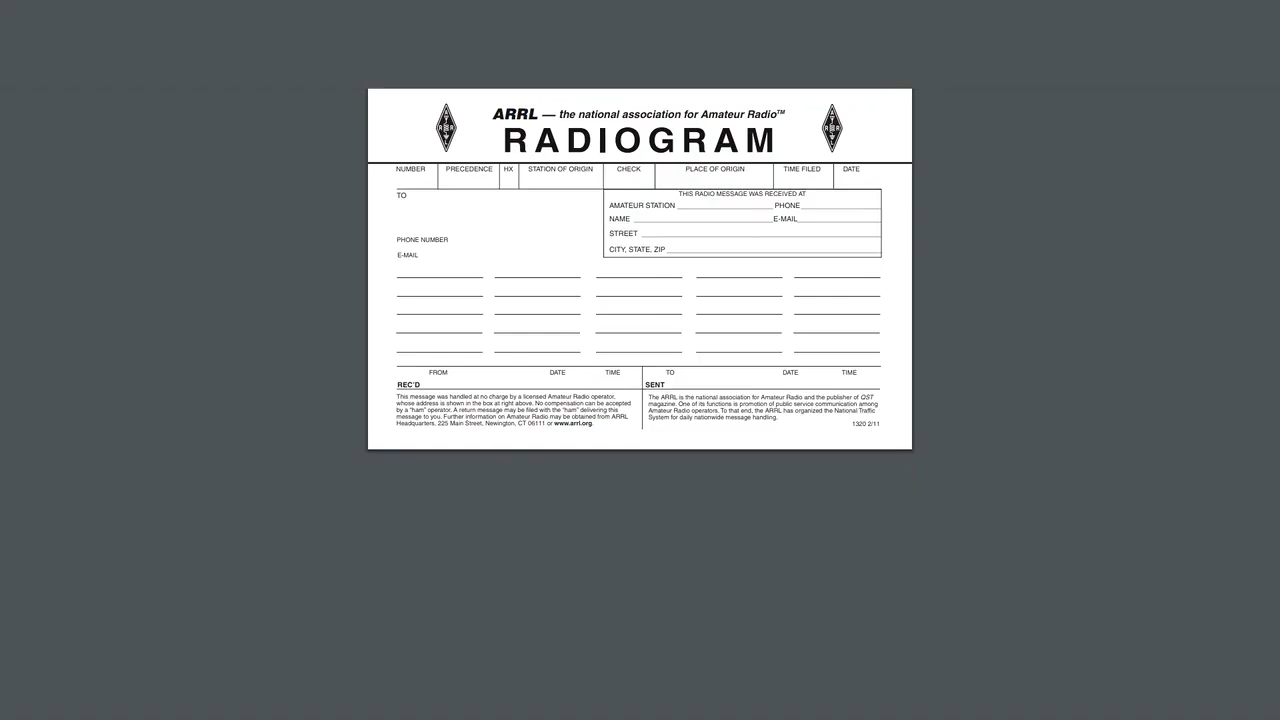 ARRL — the national association for Amateur Radio™
RADIOGRAM
NUMBER PRECEDENCE HX STATION OF ORIGIN CHECK PLACE OF ORIGIN TIME FILED DATE
TO
THIS RADIO MESSAGE WAS RECEIVED AT
AMATEUR STATION PHONE
NAME E-MAIL
STREET
CITY, STATE, ZIP
PHONE NUMBER
E-MAIL
FROM DATE TIME
REC'D
TO DATE TIME
SENT
This message was handled at no charge by a licensed Amateur Radio operator,
whose address is shown in the box at right above. No compensation can be accepted
by a "ham" operator. A return message may be filed with the "ham" delivering this
message to you. Further information on Amateur Radio may be obtained from ARRL
Headquarters, 225 Main Street, Newington, CT 06111 or www.arrl.org.
The ARRL is the national association for Amateur Radio and the publisher of QST
magazine. One of its functions is promotion of public service communication among
Amateur Radio operators. To that end, the ARRL has organized the National Traffic
System for daily nationwide message handling.
1320 2/11